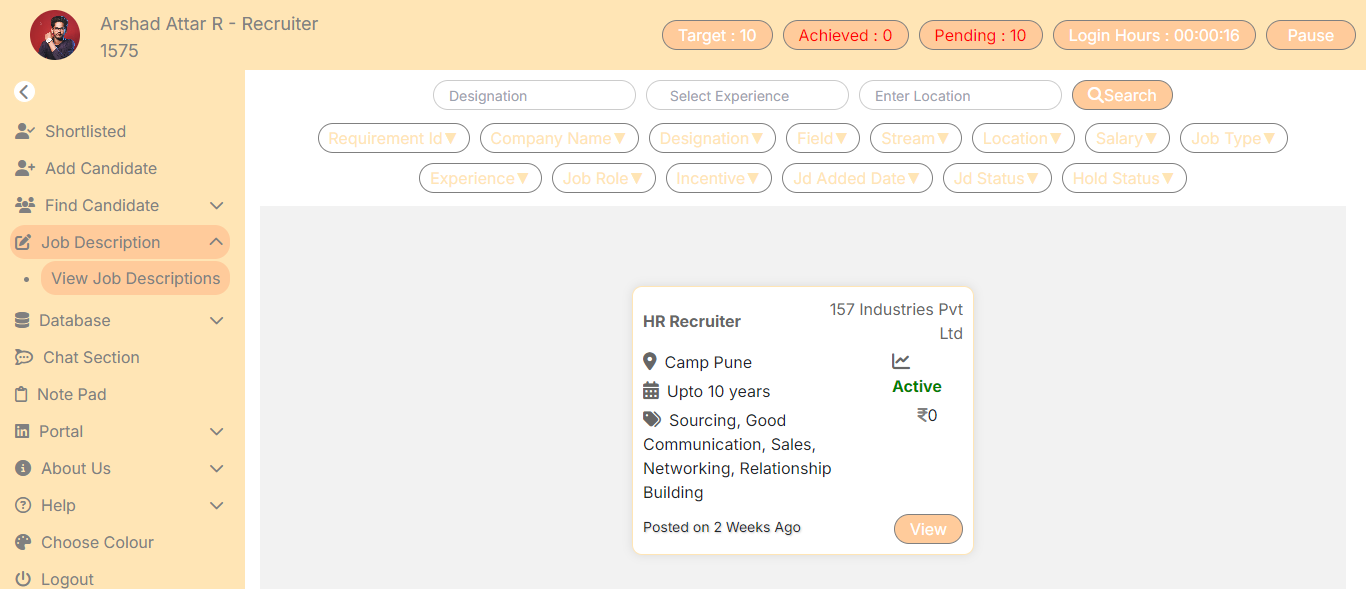 Arshad Attar R - Recruiter
1575
Target : 10
Achieved : 0
Pending : 10
Login Hours : 00:00:16
Pause
Shortlisted
Add Candidate
Find Candidate
Job Description
View Job Descriptions
Database
Chat Section
Note Pad
Portal
About Us
Help
Choose Colour
Logout
Designation
Select Experience
Enter Location
Search
Requirement Id▼
Company Name▼
Designation▼
Field▼
Stream▼
Location▼
Salary▼
Job Type▼
Experience▼
Job Role▼
Incentive▼
Jd Added Date▼
Jd Status▼
Hold Status▼
HR Recruiter
157 Industries Pvt
Ltd
Camp Pune
Upto 10 years
Active
₹0
Sourcing, Good
Communication, Sales,
Networking, Relationship
Building
Posted on 2 Weeks Ago
View